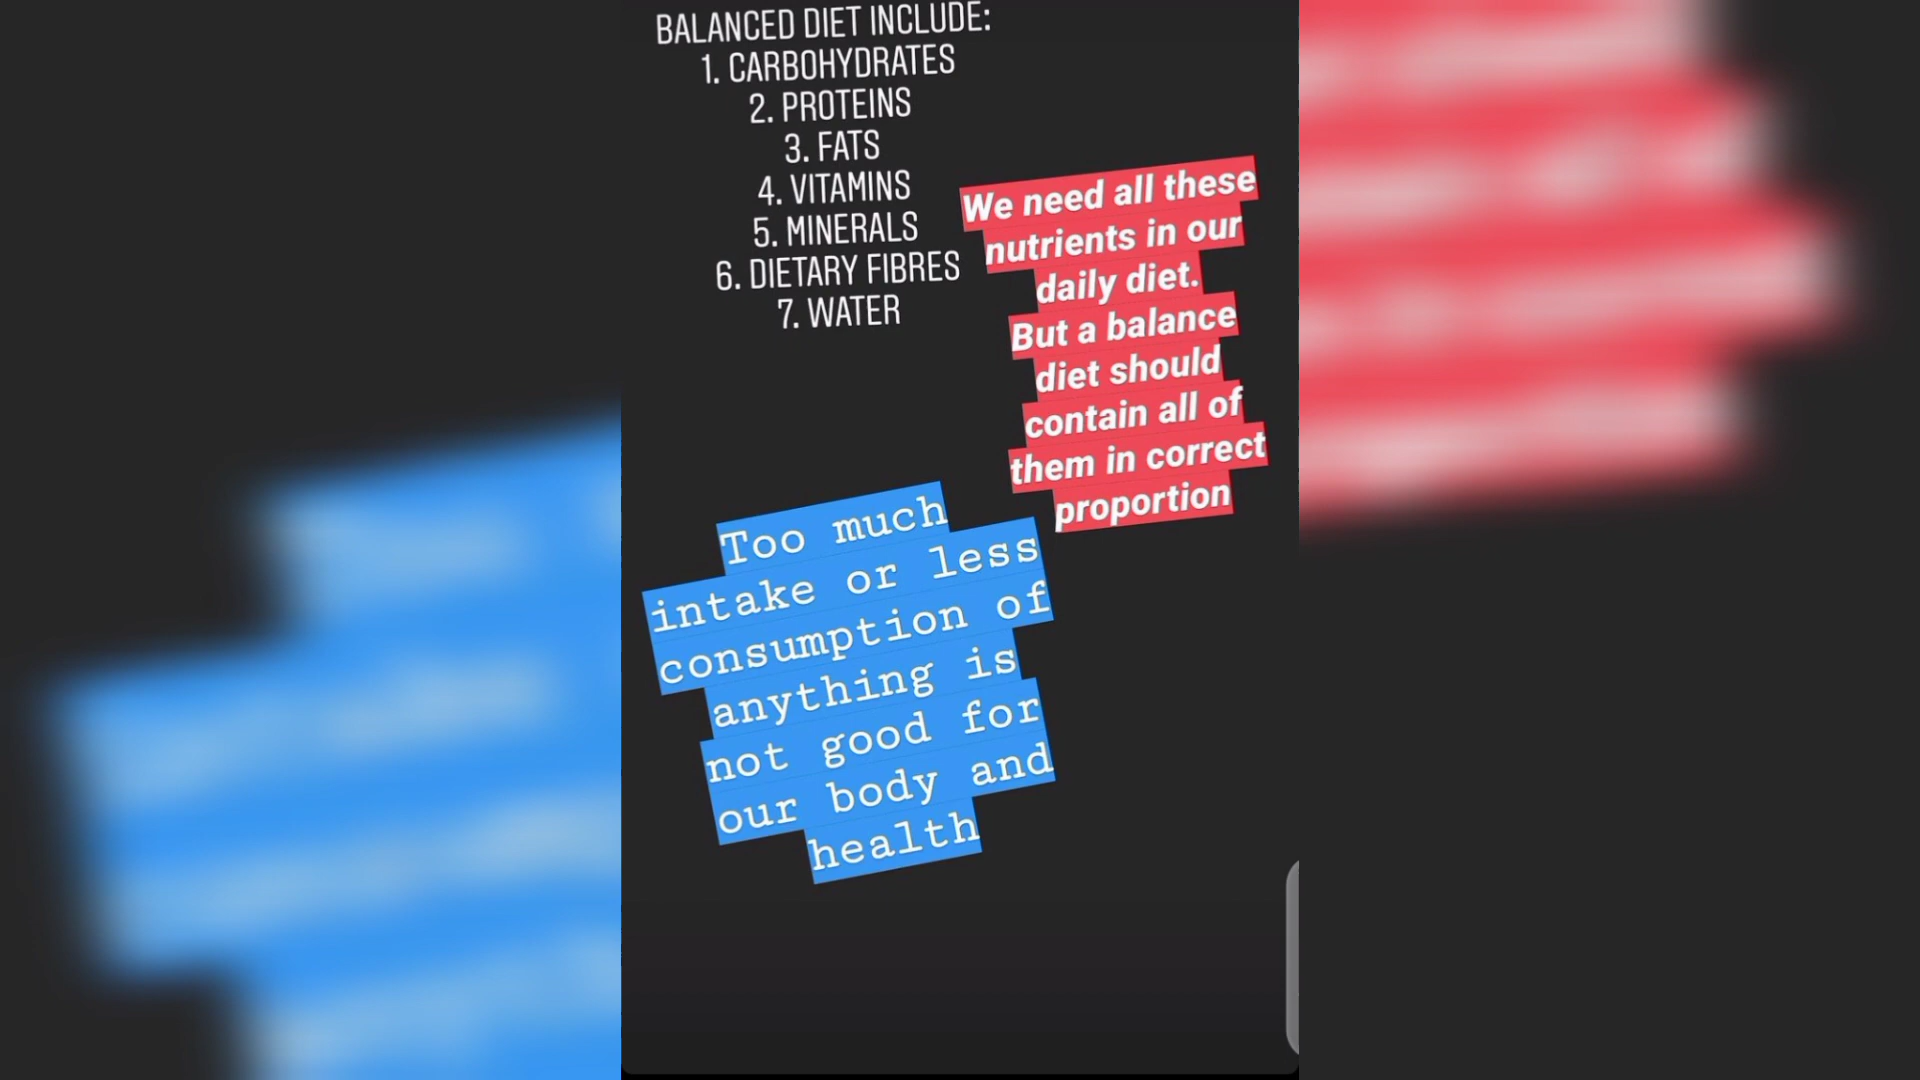 BALANCED DIET INCLUDE:
1. CARBOHYDRATES
2. PROTEINS
3. FATS
4. VITAMINS
5. MINERALS
6. DIETARY FIBRES
7. WATER
We need all these
nutrients in our
daily diet.
But a balance
diet should
contain all of
them in correct
proportion
Too much
intake or less
consumption of
anything is
not good for
our body and
health